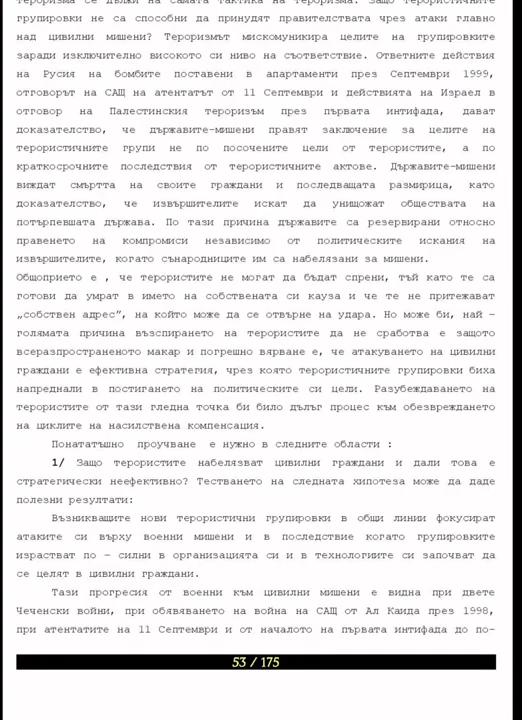 тероризма се дължи на самата тактика на тероризма. Защо терористичните
групировки не са способни да принудят правителствата чрез атаки главно
над цивилни мишени? Тероризмът мискомуникира целите на групировките
заради изключително високото си ниво на съответствие. Ответните действия
на Русия на бомбите поставени в апартаменти през Септември 1999,
отговорът на САЩ на атентатът от 11 Септември и действията на Израел в
отговор на Палестинския тероризъм през първата интифада, дават
доказателство, че държавите-мишени правят заключение за целите на
терористичните групи не по посочените цели от терористите, а по
краткосрочните последствия от терористичните актове. Държавите-мишени
виждат смъртта на своите граждани и последващата размирица, като
доказателство, че извършителите искат да унищожат обществата на
потърпевшата държава. По тази причина държавите са резервирани относно
правенето на компромиси независимо от политическите искания на
извършителите, когато сънародниците им са набелязани за мишени.
Общоприето е , че терористите не могат да бъдат спрени, тъй като те са
готови да умрат в името на собствената си кауза и че те не притежават
„собствен адрес”, на който може да се отвърне на удара. Но може би, най –
голямата причина възспирането на терористите да не сработва е защото
всеразпространеното макар и погрешно вярване е, че атакуването на цивилни
граждани е ефективна стратегия, чрез която терористичните групировки биха
напреднали в постигането на политическите си цели. Разубеждаването на
терористите от тази гледна точка би било дълъг процес към обезвреждането
на циклите на насилствена компенсация.
Понататъшно проучване е нужно в следните области :
1/ Защо терористите набелязват цивилни граждани и дали това е
стратегически неефективно? Тестването на следната хипотеза може да даде
полезни резултати:
Възникващите нови терористични групировки в общи линии фокусират
атаките си върху военни мишени и в последствие когато групировките
израстват по – силни в организацията си и в технологиите си започват да
се целят в цивилни граждани.
Тази прогресия от военни към цивилни мишени е видна при двете
Чеченски войни, при обявяването на война на САЩ от Ал Каида през 1998,
при атентатите на 11 Септември и от началото на първата интифада до по-
53 / 175